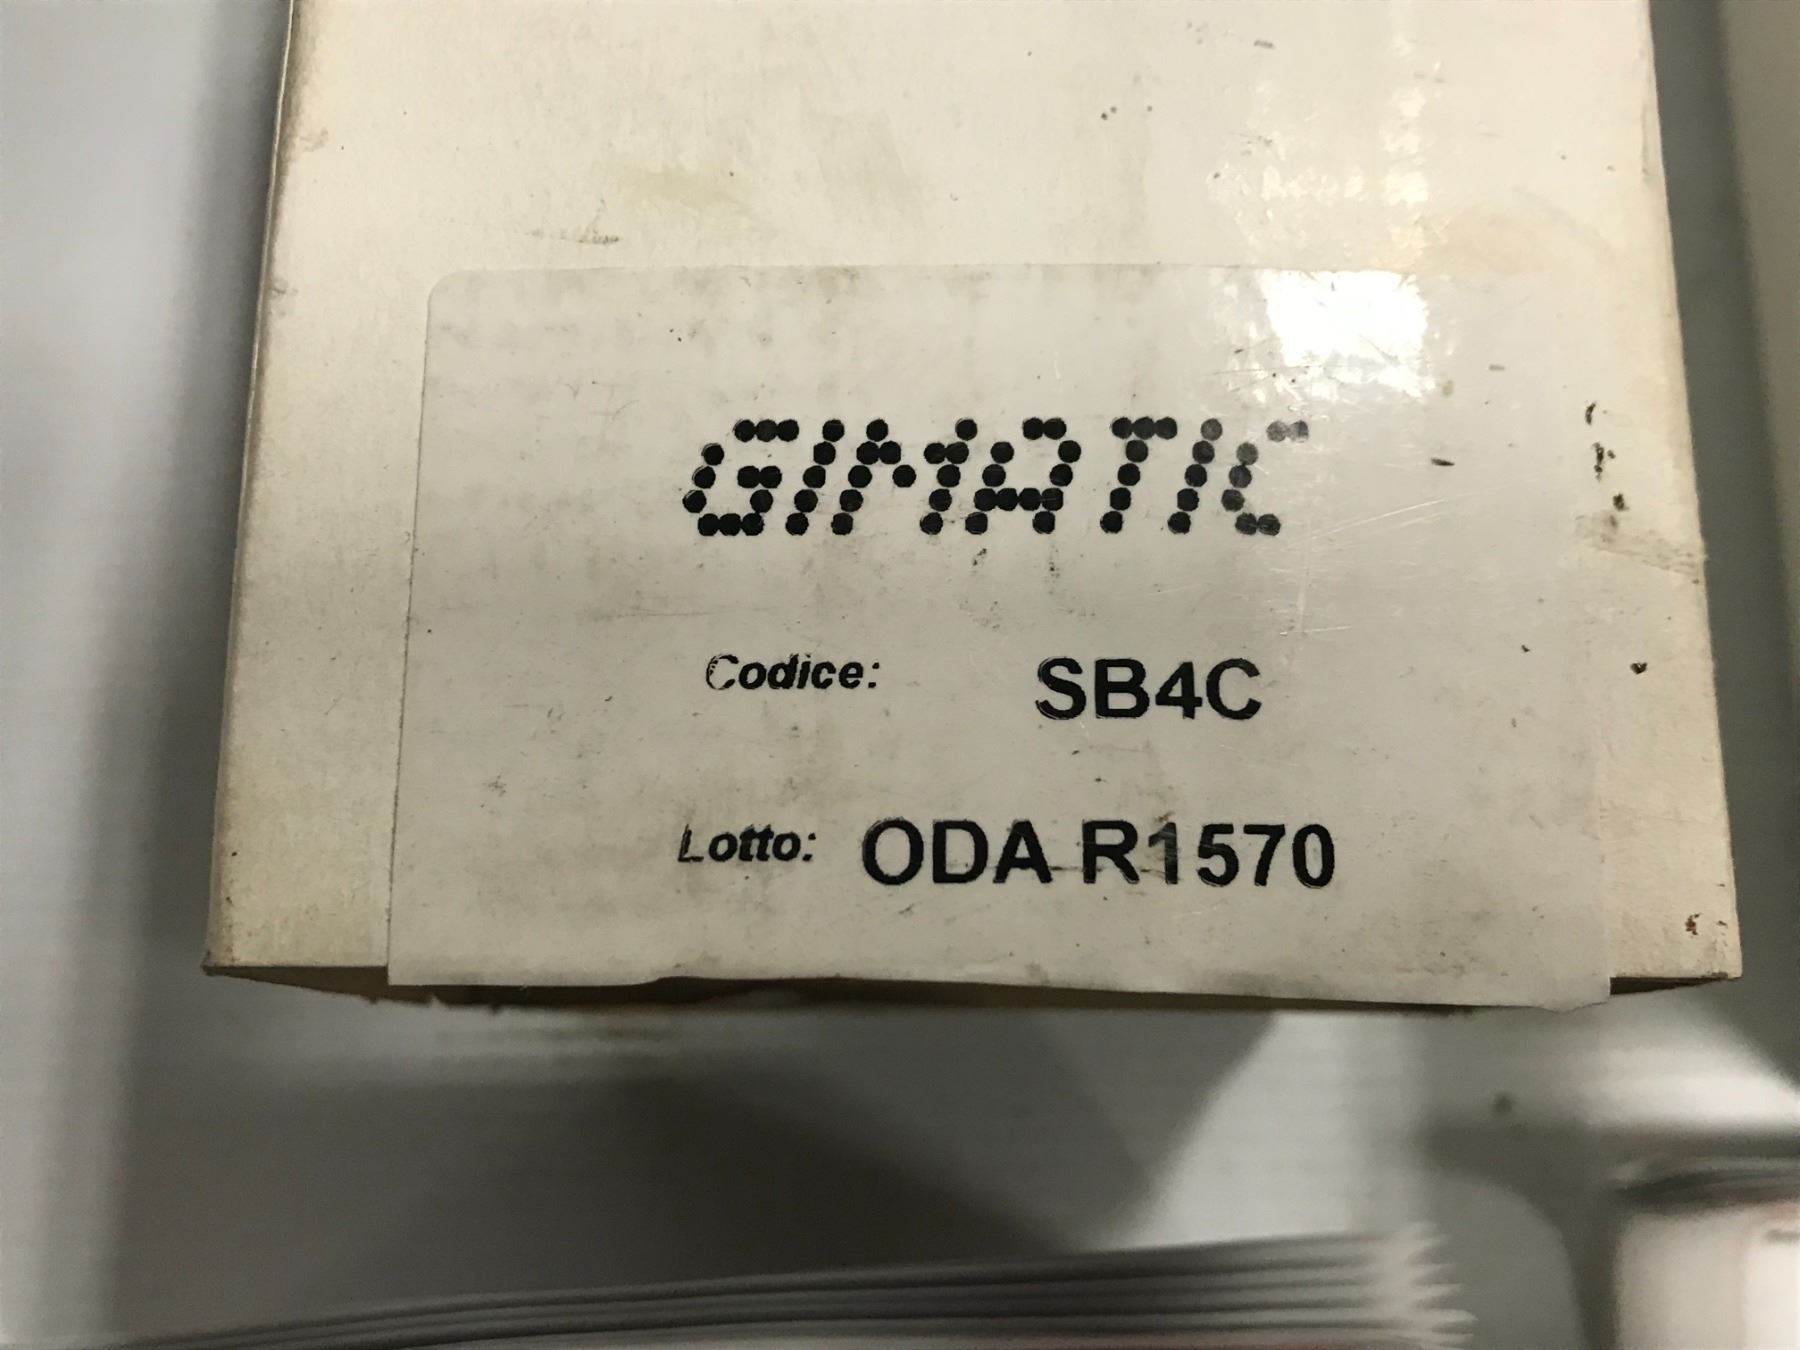 GIMATIC
Codice: SB4C
Lotto: ODA R1570